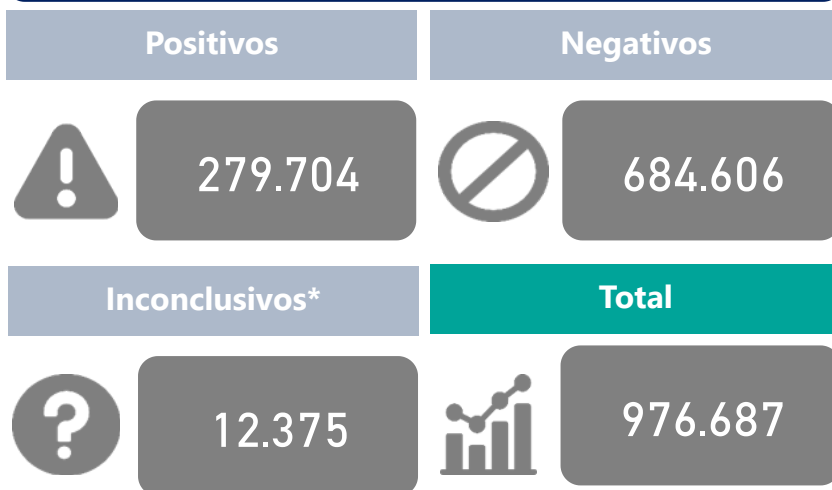 Positivos
Negativos
279.704
684.606
Inconclusivos*
Total
12.375
976.687